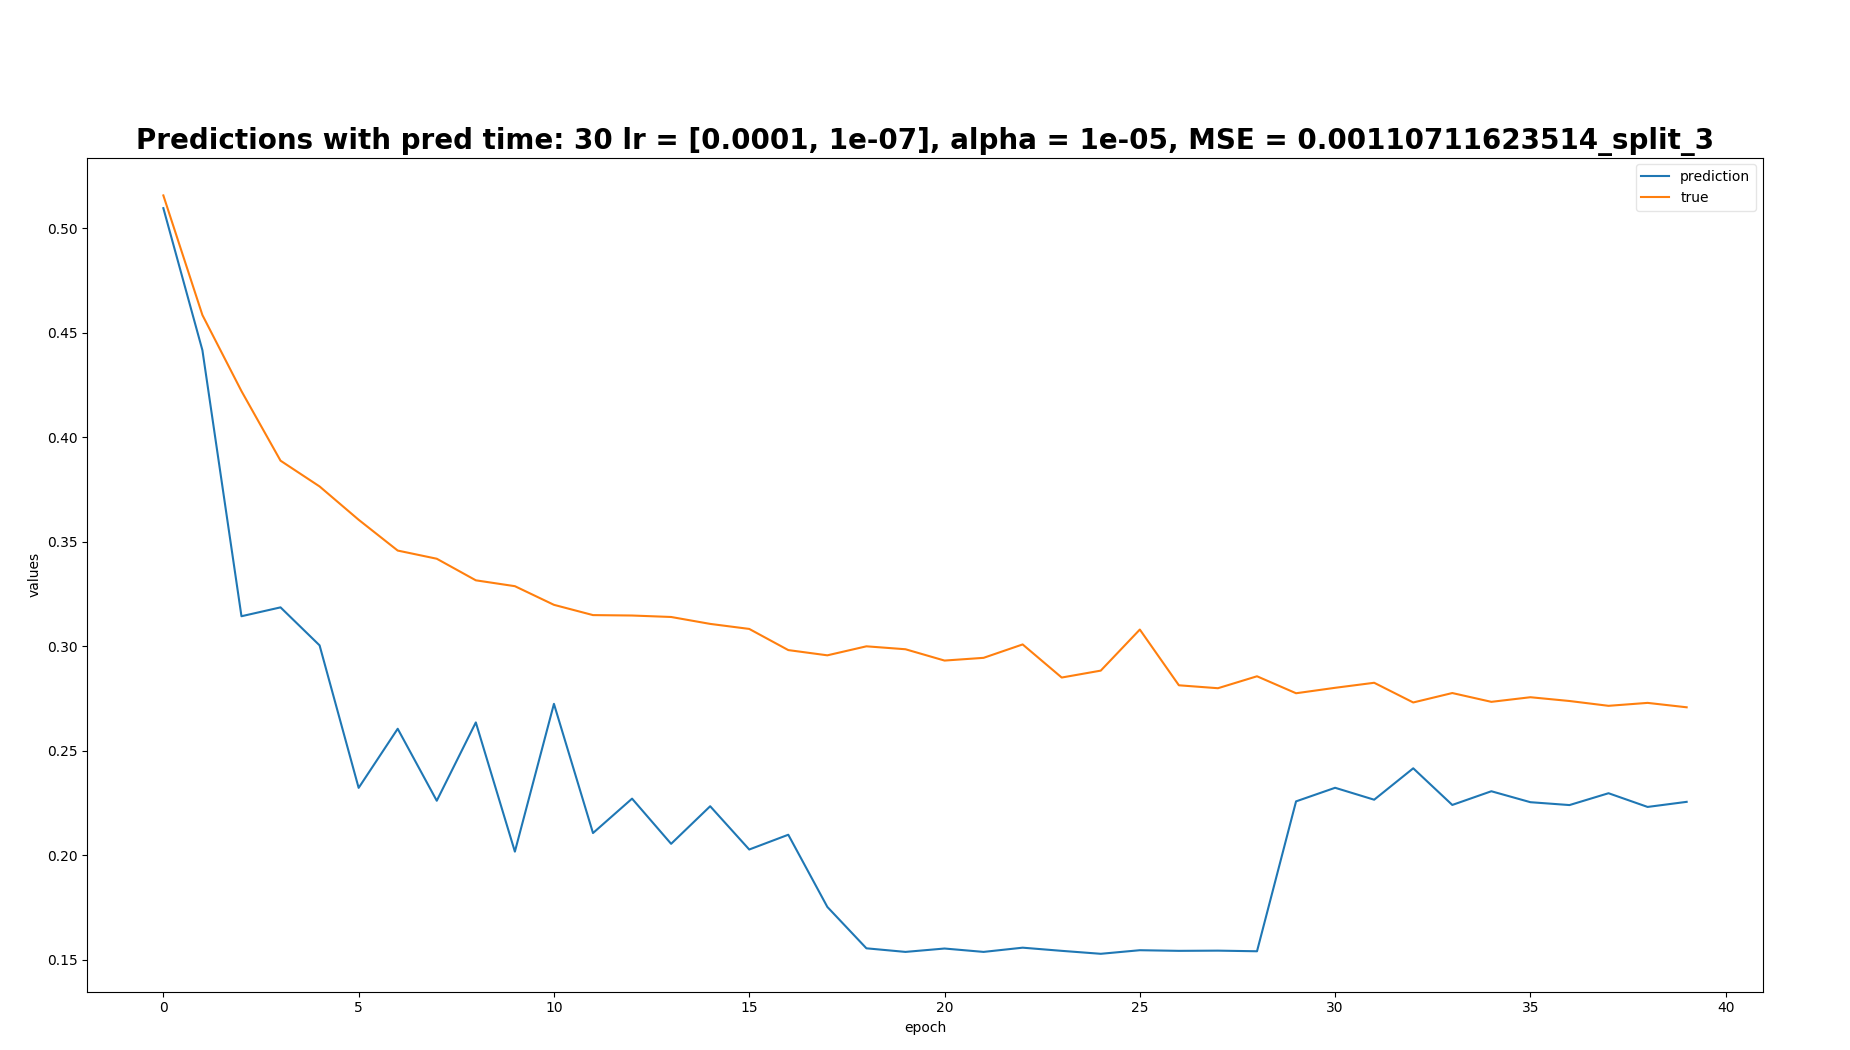 Predictions with pred time: 30 lr = [0.0001, 1e-07], alpha = 1e-05, MSE = 0.00110711623514_split_3
prediction
true
0.50
0.45
0.40
0.35
0.30
0.25
0.20
0.15
values
0 5 10 15 20 25 30 35 40
epoch